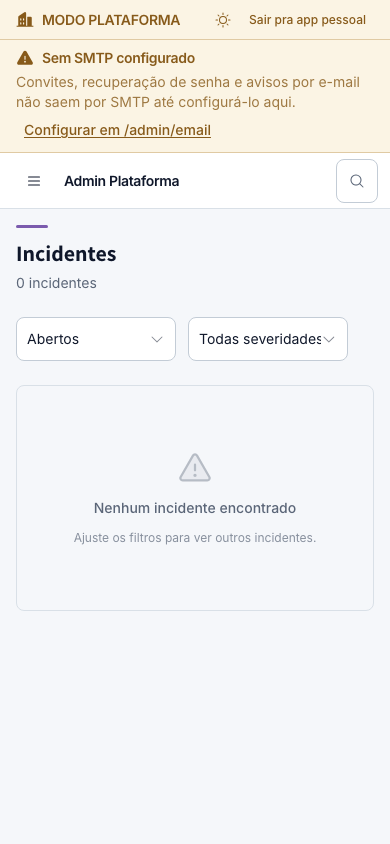 MODO PLATAFORMA
Sair pra app pessoal
Sem SMTP configurado
Convites, recuperação de senha e avisos por e-mail
não saem por SMTP até configurá-lo aqui.
Configurar em /admin/email
Admin Plataforma
Incidentes
0 incidentes
Abertos
Todas severidades
Nenhum incidente encontrado
Ajuste os filtros para ver outros incidentes.